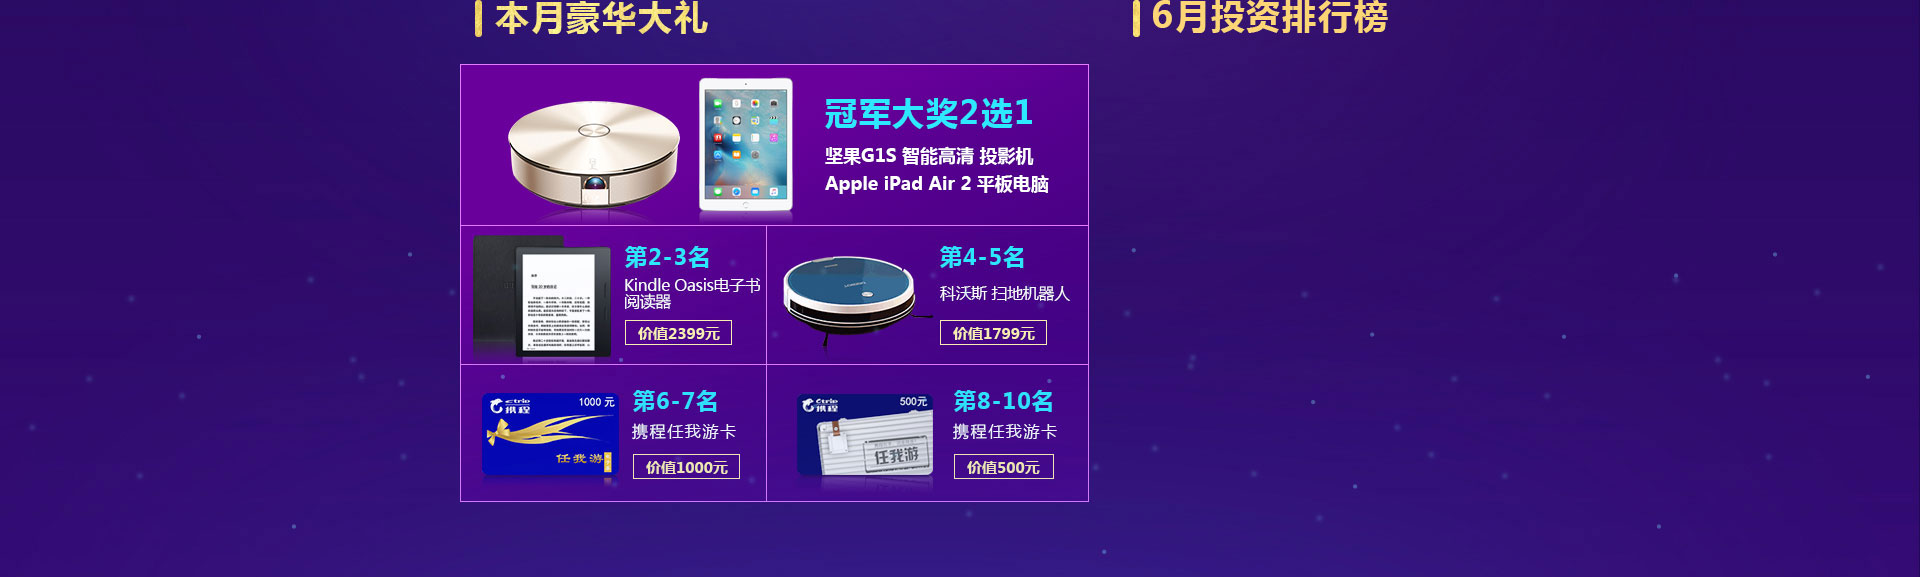 本月豪华大礼
6月投资排行榜
冠军大奖2选1
坚果G1S 智能高清 投影机
Apple iPad Air 2 平板电脑
第2-3名
Kindle Oasis电子书
阅读器
价值2399元
第4-5名
科沃斯 扫地机器人
价值1799元
Ctrip
携程
1000 元
任我游
第6-7名
携程任我游卡
价值1000元
Ctrip
携程
500元
任我游
第8-10名
携程任我游卡
价值500元